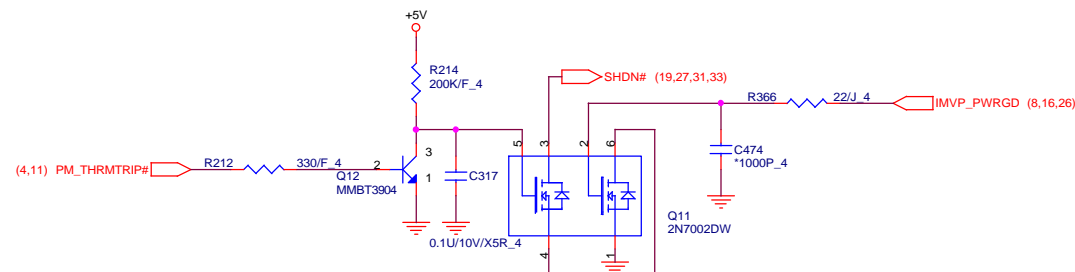 +5V
R214
200K/F_4
SHDN# (19,27,31,33)
R366
22/J_4
IMVP_PWRGD (8,16,26)
5
3
2
6
C474
*1000P_4
(4,11) PM_THRMTRIP#
R212
330/F_4
2
3
1
Q12
MMBT3904
C317
0.1U/10V/X5R_4
Q11
2N7002DW
4
1